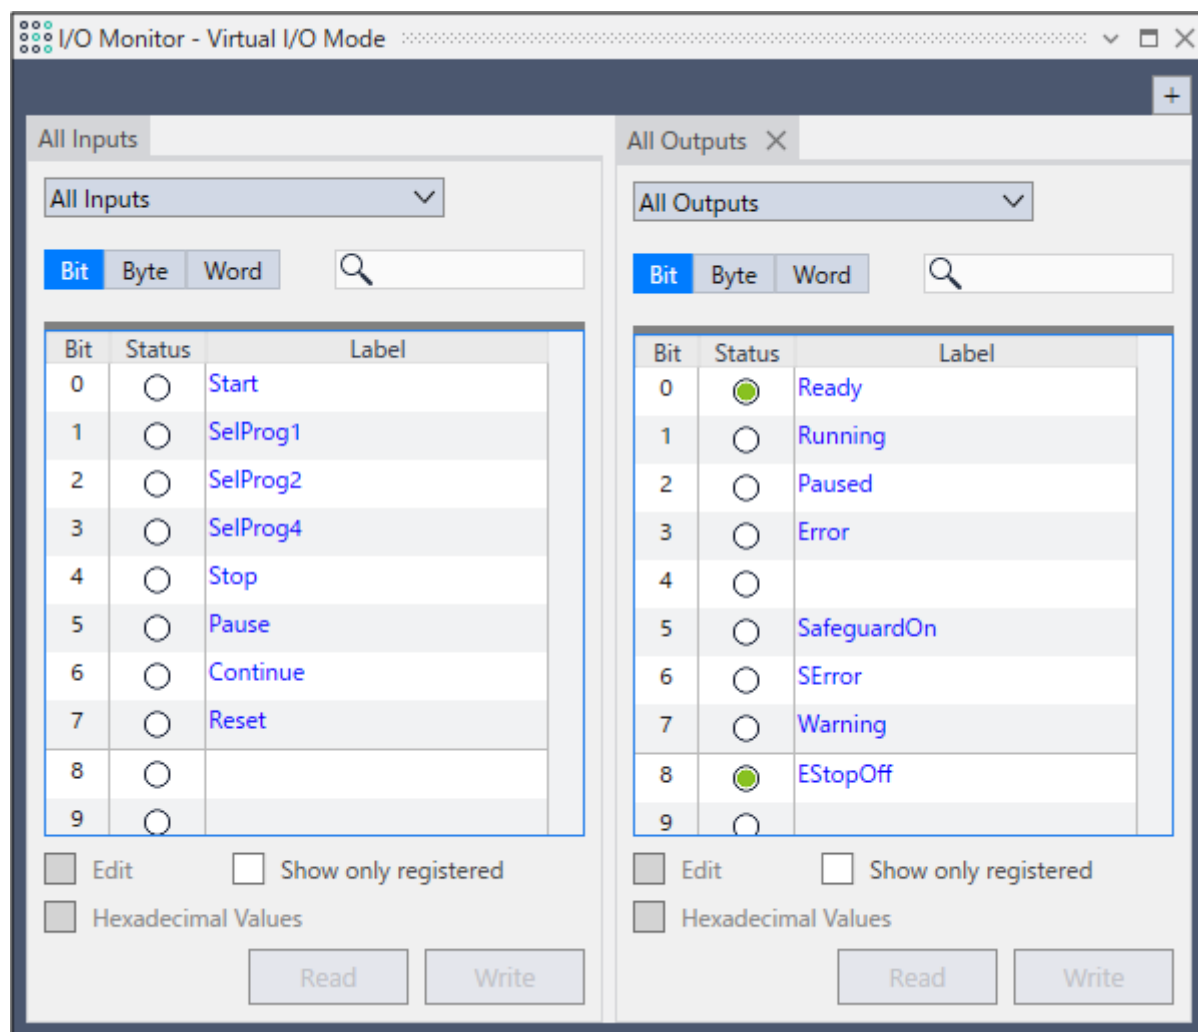 I/O Monitor - Virtual I/O Mode
+
All Inputs
All Inputs
Bit Byte Word
Bit Status Label
0 Start
1 SelProg1
2 SelProg2
3 SelProg4
4 Stop
5 Pause
6 Continue
7 Reset
8
9
Edit Show only registered
Hexadecimal Values
Read Write
All Outputs
All Outputs
Bit Byte Word
Bit Status Label
0 Ready
1 Running
2 Paused
3 Error
4
5 SafeguardOn
6 SError
7 Warning
8 EStopOff
9
Edit Show only registered
Hexadecimal Values
Read Write